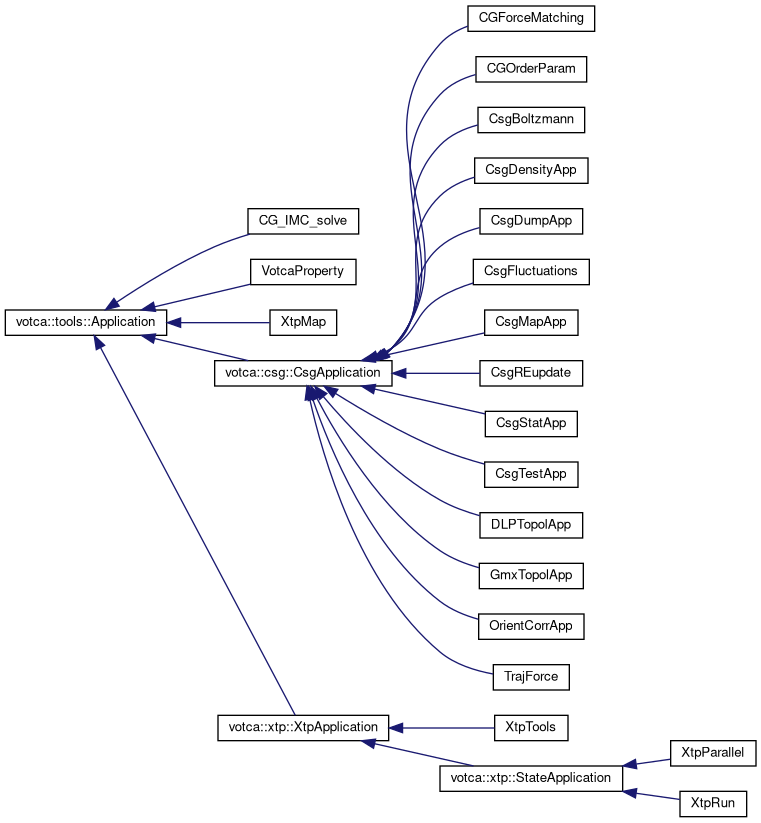 CGForceMatching
CGOrderParam
CsgBoltzmann
CsgDensityApp
CG_IMC_solve
CsgDumpApp
VotcaProperty
CsgFluctuations
votca::tools::Application
XtpMap
CsgMapApp
votca::csg::CsgApplication
CsgREupdate
CsgStatApp
CsgTestApp
DLPTopolApp
GmxTopolApp
OrientCorrApp
TrajForce
votca::xtp::XtpApplication
XtpTools
votca::xtp::StateApplication
XtpParallel
XtpRun